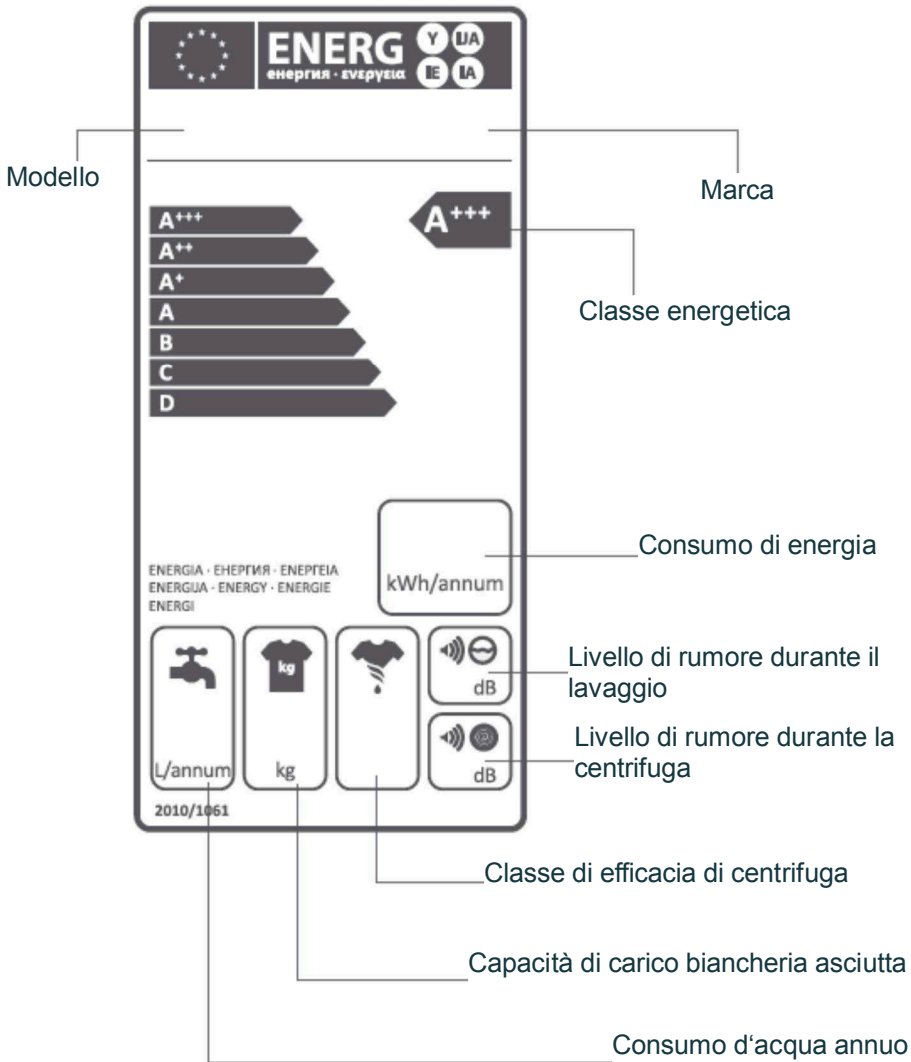 ENERG Y UA
енергия · ενεργεια IE IA
Modello
Marca
A+++
A+++
A++
A+
A
B
C
D
Classe energetica
Consumo di energia
kWh/annum
ENERGIA · ЕНЕРГИЯ · ΕΝΕΡΓΕΙΑ
ENERGIJA · ENERGY · ENERGIE
ENERGI
Livello di rumore durante il
lavaggio
dB
kg
Livello di rumore durante la
centrifuga
dB
L/annum
kg
2010/1061
Classe di efficacia di centrifuga
Capacità di carico biancheria asciutta
Consumo d‘acqua annuo